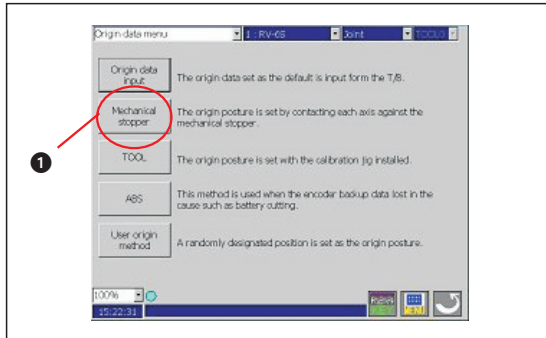 Origin data menu 1 : RV-6S Joint TOOL0
Origin data
input
The origin data set as the default is input form the T/B.
Mechanical
stopper
The origin posture is set by contacting each axis against the
mechanical stopper.
1
TOOL
The origin posture is set with the calibration jig installed.
ABS
This method is used when the encoder backup data lost in the
cause such as battery cutting.
User origin
method
A randomly designated position is set as the origin posture.
100%
15:22:31
MENU